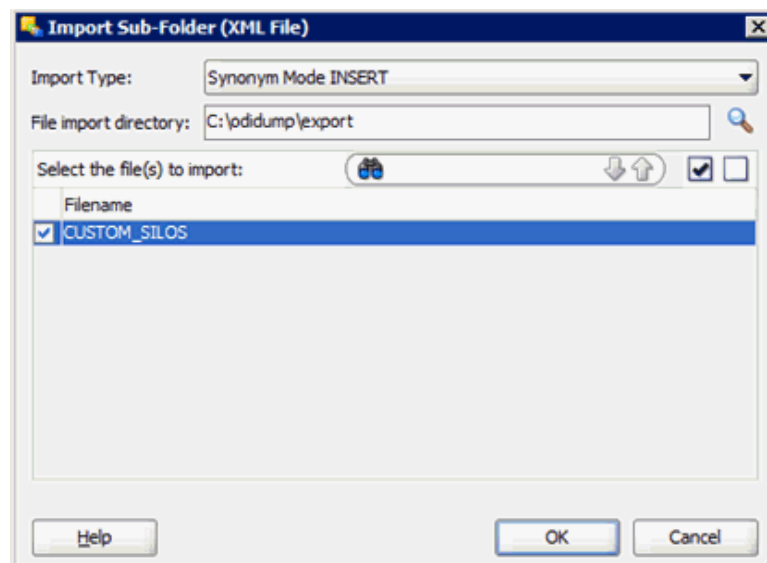 Import Sub-Folder (XML File)
Import Type: Synonym Mode INSERT
File import directory: C:\odidump\export
Select the file(s) to import:
Filename
CUSTOM_SILOS
Help OK Cancel